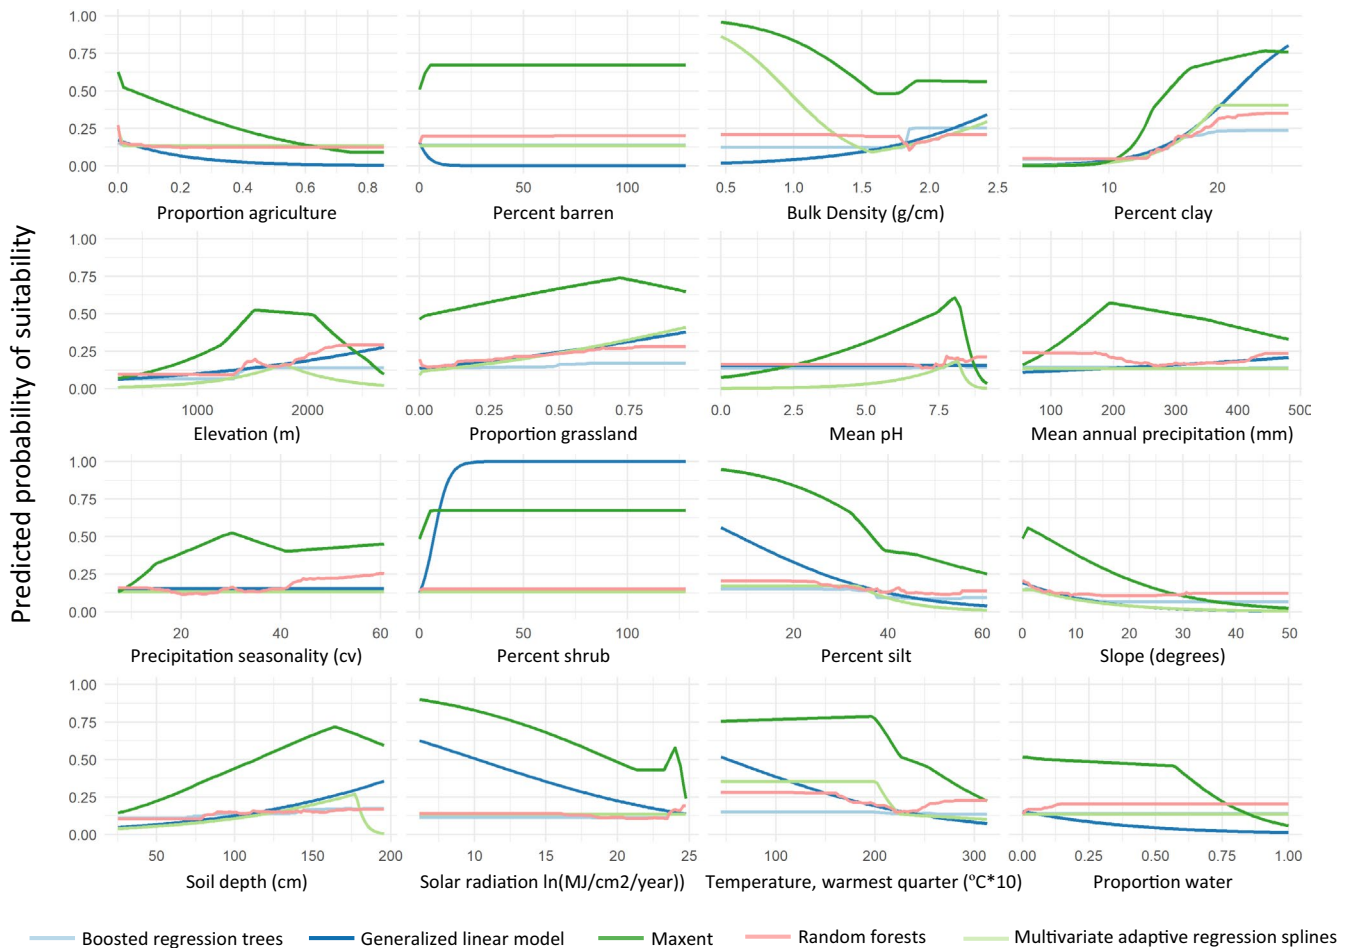 Predicted probability of suitability
1.00
0.75
0.50
0.25
0.00
0.0 0.2 0.4 0.6 0.8
0 50 100
0.5 1.0 1.5 2.0 2.5
10 20
Proportion agriculture
Percent barren
Bulk Density (g/cm)
Percent clay
1.00
0.75
0.50
0.25
0.00
1000 2000
0.00 0.25 0.50 0.75
0.0 2.5 5.0 7.5
100 200 300 400 500
Elevation (m)
Proportion grassland
Mean pH
Mean annual precipitation (mm)
1.00
0.75
0.50
0.25
0.00
20 40 60
0 50 100
20 40 60
0 10 20 30 40 50
Precipitation seasonality (cv)
Percent shrub
Percent silt
Slope (degrees)
1.00
0.75
0.50
0.25
0.00
50 100 150 200
10 15 20 25
100 200 300
0.00 0.25 0.50 0.75 1.00
Soil depth (cm)
Solar radiation ln(MJ/cm2/year))
Temperature, warmest quarter (°C*10)
Proportion water
Boosted regression trees
Generalized linear model
Maxent
Random forests
Multivariate adaptive regression splines